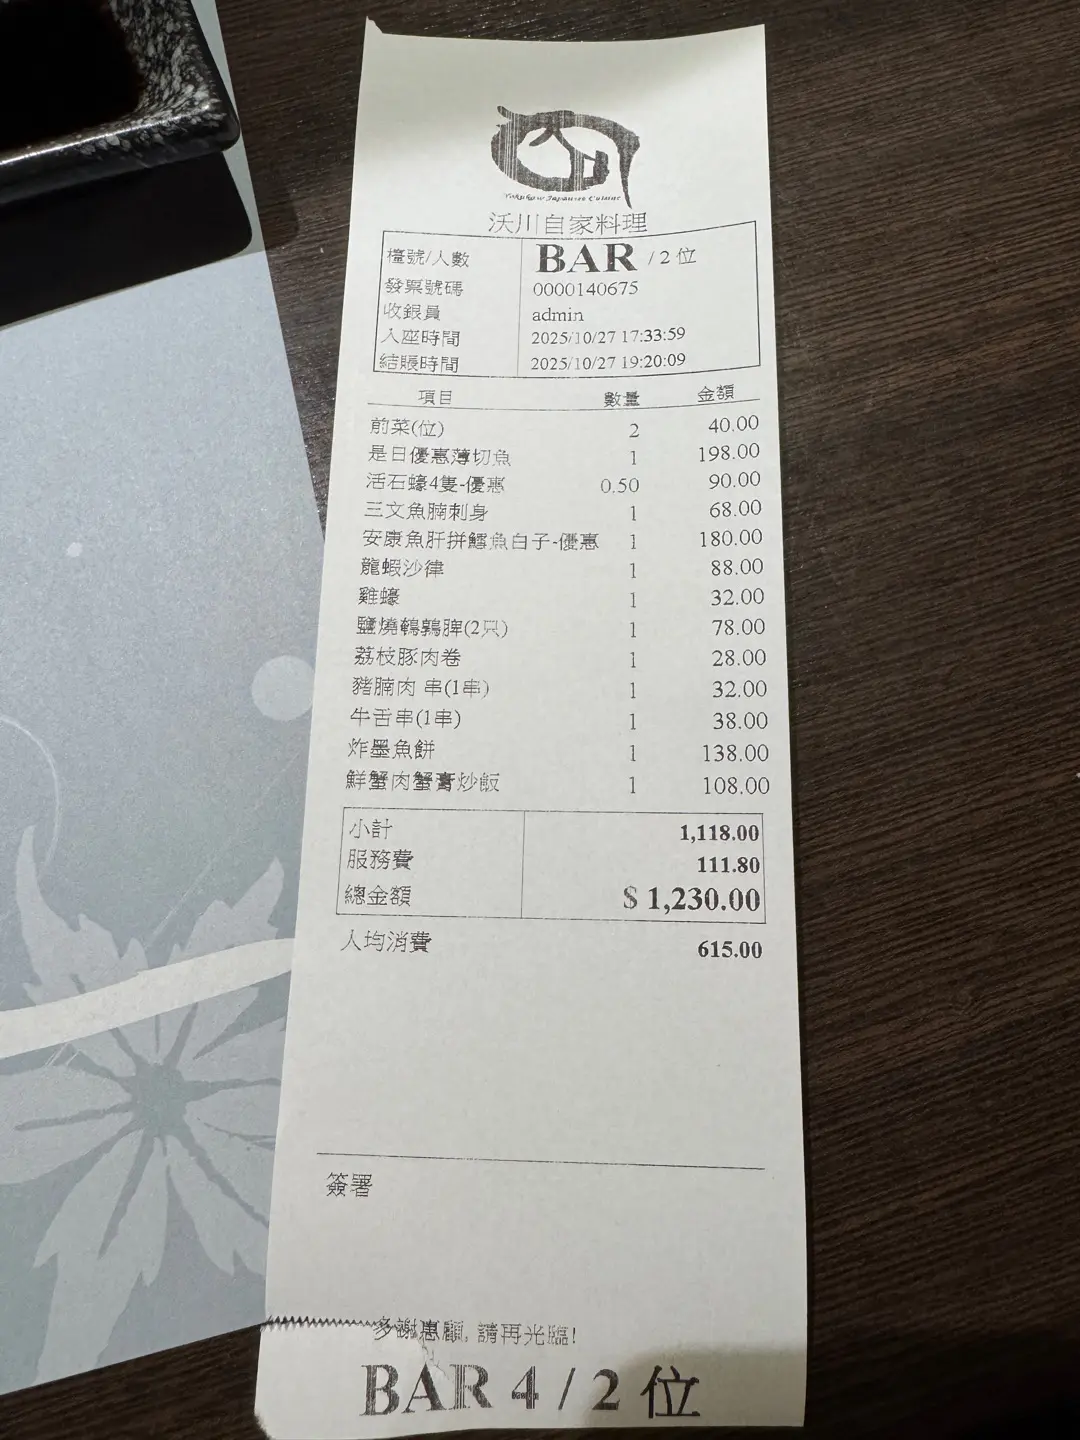 沃川自家料理
檯號/人數 BAR / 2 位
發票號碼 0000140675
收銀員 admin
入座時間 2025/10/27 17:33:59
結賬時間 2025/10/27 19:20:09
項目 數量 金額
前菜(位) 2 40.00
是日優惠薄切魚 1 198.00
活石蠔4隻-優惠 0.50 90.00
三文魚腩刺身 1 68.00
安康魚肝拼鱈魚白子-優惠 1 180.00
龍蝦沙律 1 88.00
雞蠔 1 32.00
鹽燒鵪鶉脾(2只) 1 78.00
荔枝豚肉卷 1 28.00
豬腩肉 串(1串) 1 32.00
牛舌串(1串) 1 38.00
炸墨魚餅 1 138.00
鮮蟹肉蟹膏炒飯 1 108.00
小計 1,118.00
服務費 111.80
總金額 $ 1,230.00
人均消費 615.00
簽署
多謝惠顧, 請再光臨!
BAR 4 / 2 位